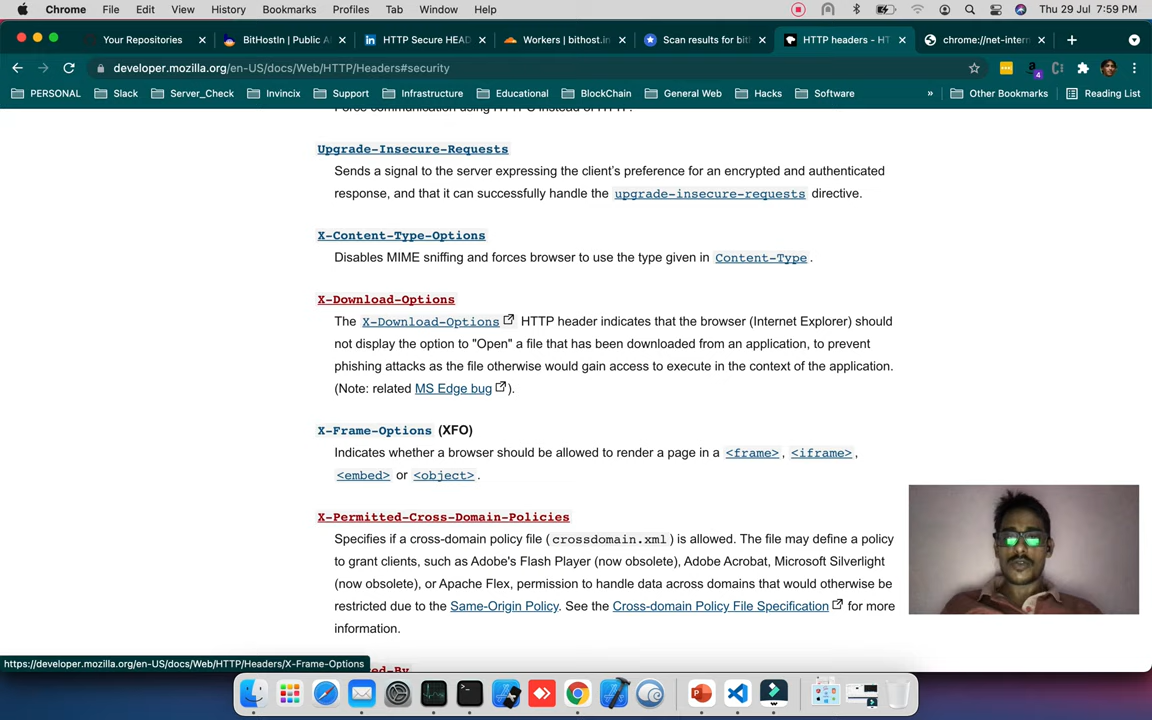 Chrome File Edit View History Bookmarks Profiles Tab Window Help Thu 29 Jul 7:59 PM
Your Repositories BitHostIn | Public A HTTP Secure HEAD Workers | bithost.in Scan results for bit HTTP headers - HT chrome://net-intern
developer.mozilla.org/en-US/docs/Web/HTTP/Headers#security 4
PERSONAL Slack Server_Check Invincix Support Infrastructure Educational BlockChain General Web Hacks Software » Other Bookmarks Reading List
Force communication using HTTPS instead of HTTP.
Upgrade-Insecure-Requests
Sends a signal to the server expressing the client's preference for an encrypted and authenticated
response, and that it can successfully handle the upgrade-insecure-requests directive.
X-Content-Type-Options
Disables MIME sniffing and forces browser to use the type given in Content-Type.
X-Download-Options
The X-Download-Options HTTP header indicates that the browser (Internet Explorer) should
not display the option to "Open" a file that has been downloaded from an application, to prevent
phishing attacks as the file otherwise would gain access to execute in the context of the application.
(Note: related MS Edge bug).
X-Frame-Options (XFO)
Indicates whether a browser should be allowed to render a page in a <frame>, <iframe>,
<embed> or <object>.
X-Permitted-Cross-Domain-Policies
Specifies if a cross-domain policy file (crossdomain.xml) is allowed. The file may define a policy
to grant clients, such as Adobe's Flash Player (now obsolete), Adobe Acrobat, Microsoft Silverlight
(now obsolete), or Apache Flex, permission to handle data across domains that would otherwise be
restricted due to the Same-Origin Policy. See the Cross-domain Policy File Specification for more
information.
https://developer.mozilla.org/en-US/docs/Web/HTTP/Headers/X-Frame-Options